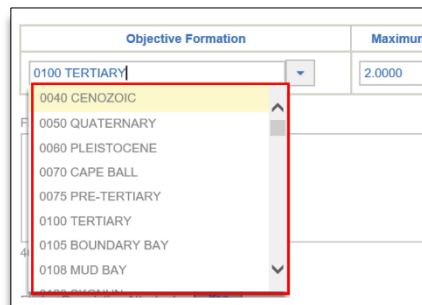 Objective Formation Maximum
0100 TERTIARY 2.0000
0040 CENOZOIC
0050 QUATERNARY
0060 PLEISTOCENE
0070 CAPE BALL
0075 PRE-TERTIARY
0100 TERTIARY
0105 BOUNDARY BAY
0108 MUD BAY